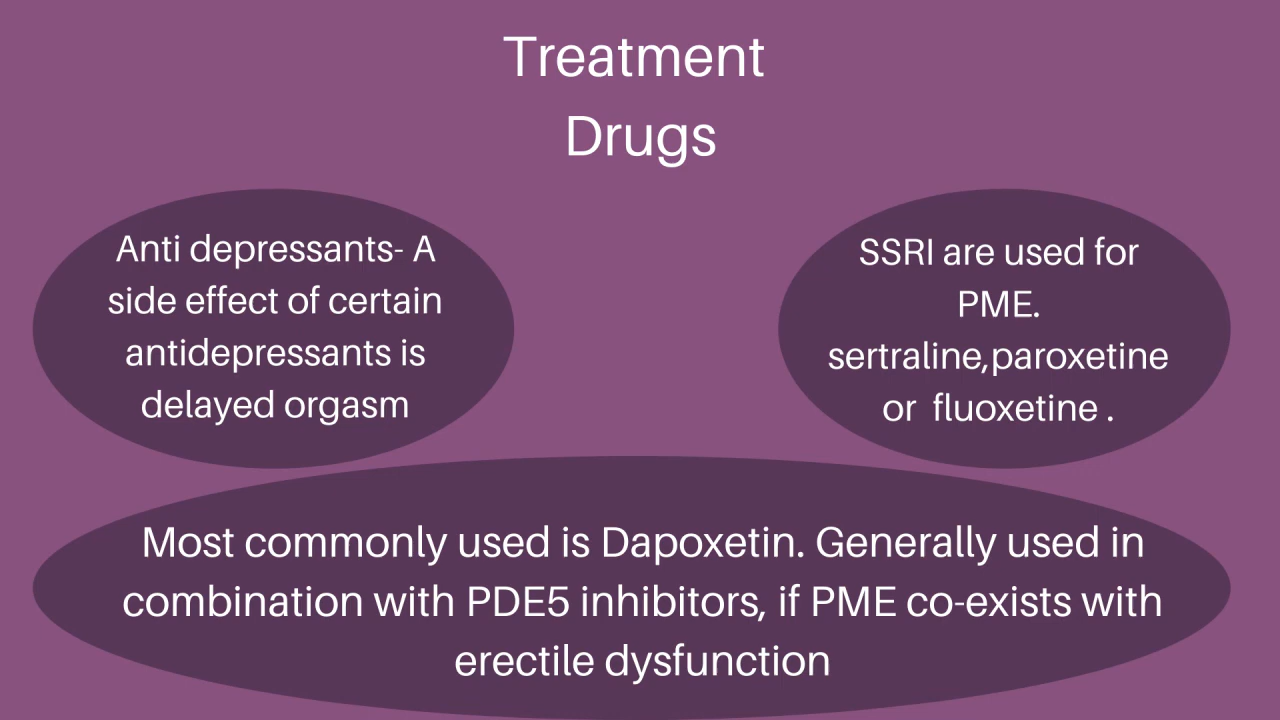 Treatment
Drugs
Anti depressants- A
side effect of certain
antidepressants is
delayed orgasm
SSRI are used for
PME.
sertraline,paroxetine
or fluoxetine .
Most commonly used is Dapoxetin. Generally used in
combination with PDE5 inhibitors, if PME co-exists with
erectile dysfunction